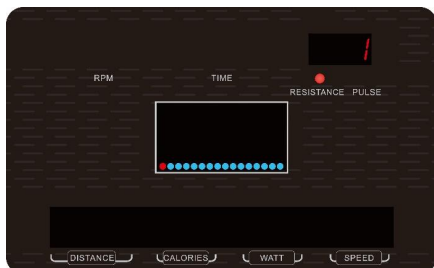 1
RPM TIME
RESISTANCE PULSE
DISTANCE CALORIES WATT SPEED